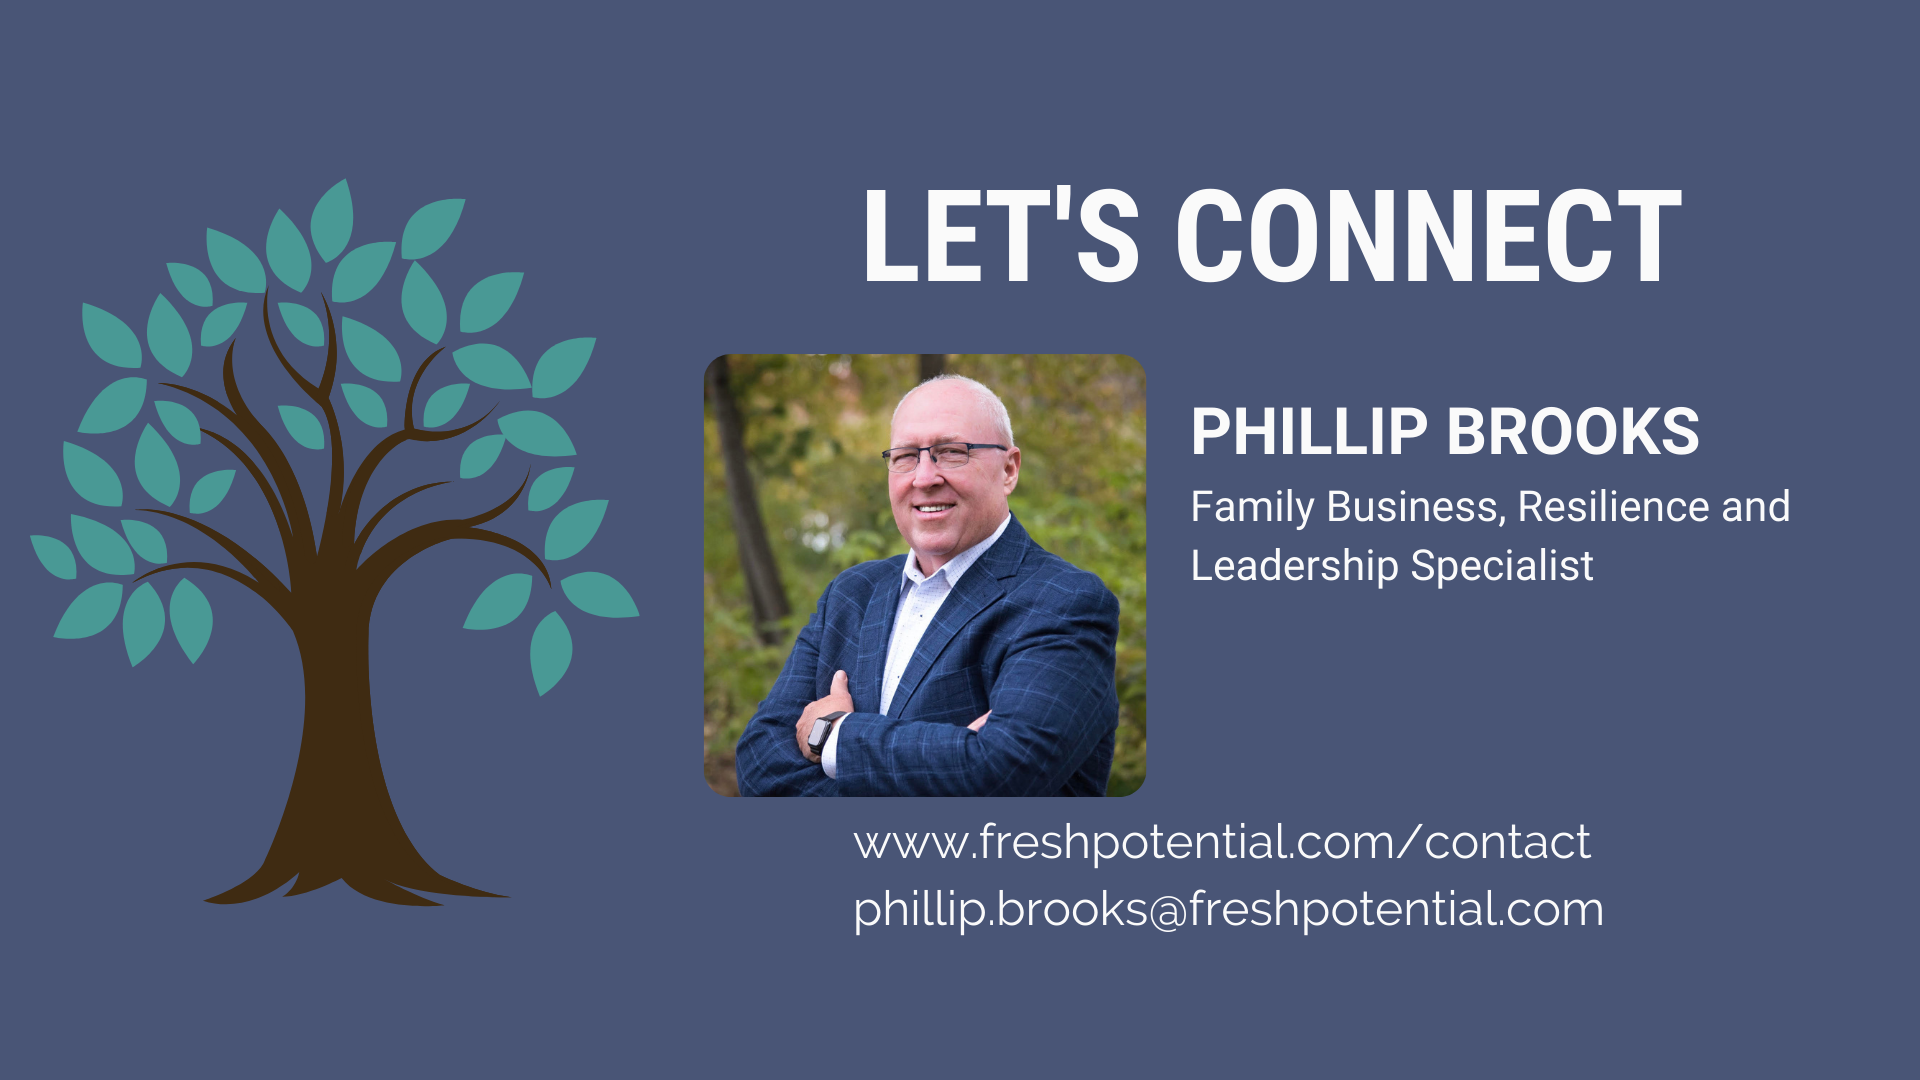 LET'S CONNECT
PHILLIP BROOKS
Family Business, Resilience and
Leadership Specialist
www.freshpotential.com/contact
phillip.brooks@freshpotential.com